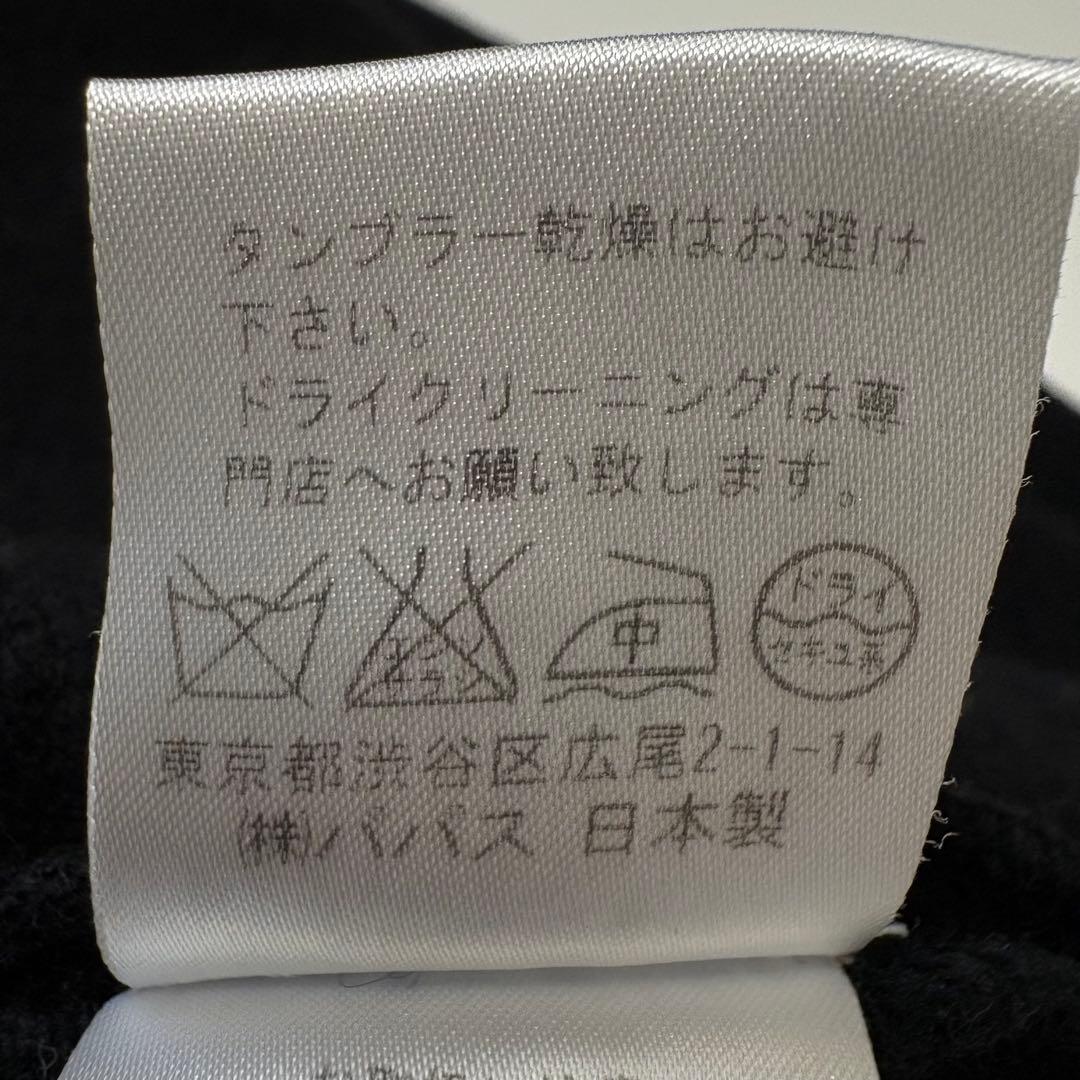 タンブラー乾燥はお避け
下さい。
ドライクリーニングは専
門店へお願い致します。
エンソ
サラシ
中
ドライ
セキユ系
東京都渋谷区広尾2-1-14
(株)パパス 日本製